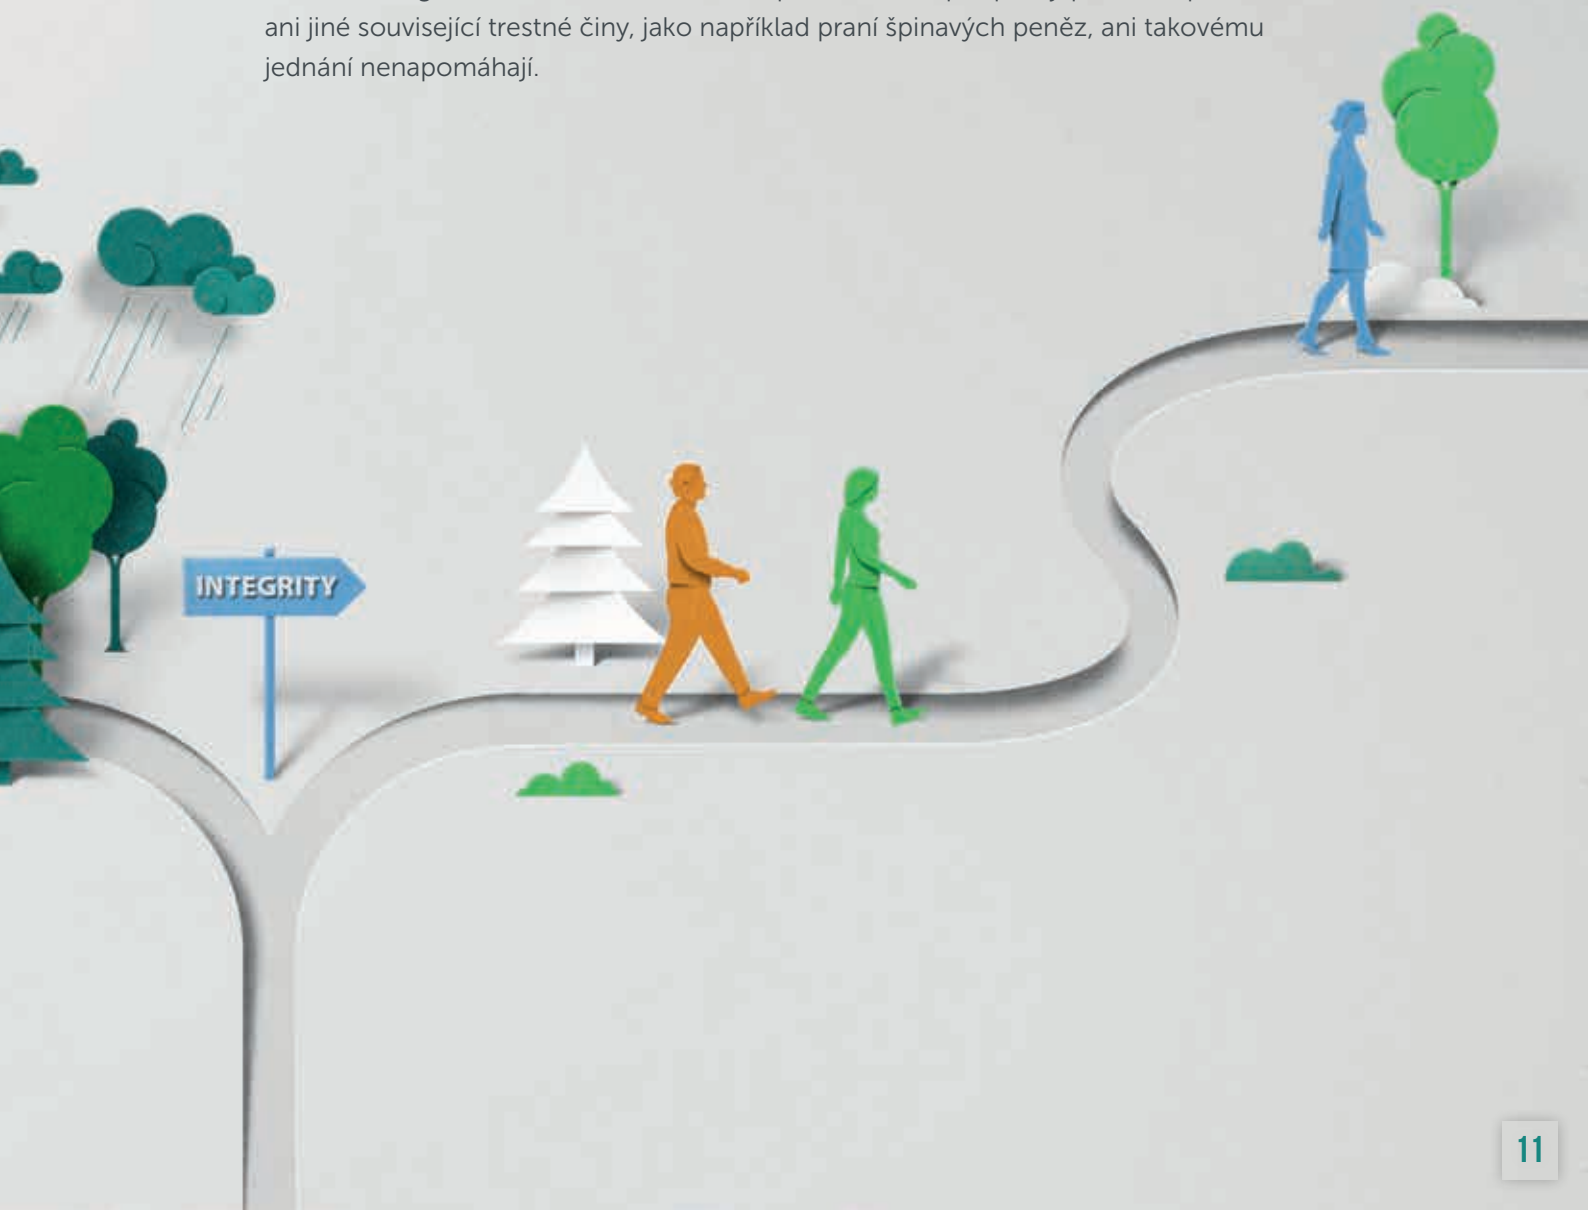 ani jiné související trestné činy, jako například praní špinavých peněz, ani takovému
jednání nenapomáhají.
INTEGRITY
11